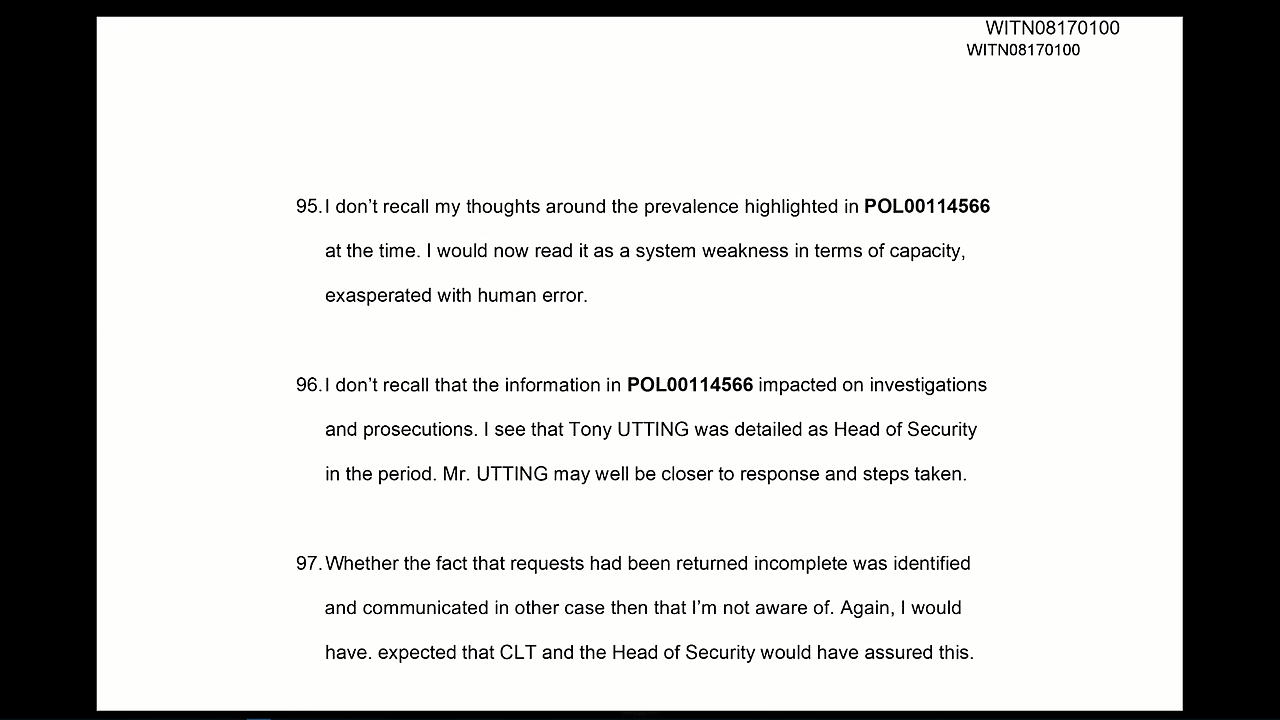 WITN08170100
WITN08170100
95. I don’t recall my thoughts around the prevalence highlighted in POL00114566
at the time. I would now read it as a system weakness in terms of capacity,
exasperated with human error.
96. I don’t recall that the information in POL00114566 impacted on investigations
and prosecutions. I see that Tony UTTING was detailed as Head of Security
in the period. Mr. UTTING may well be closer to response and steps taken.
97. Whether the fact that requests had been returned incomplete was identified
and communicated in other case then that I’m not aware of. Again, I would
have. expected that CLT and the Head of Security would have assured this.